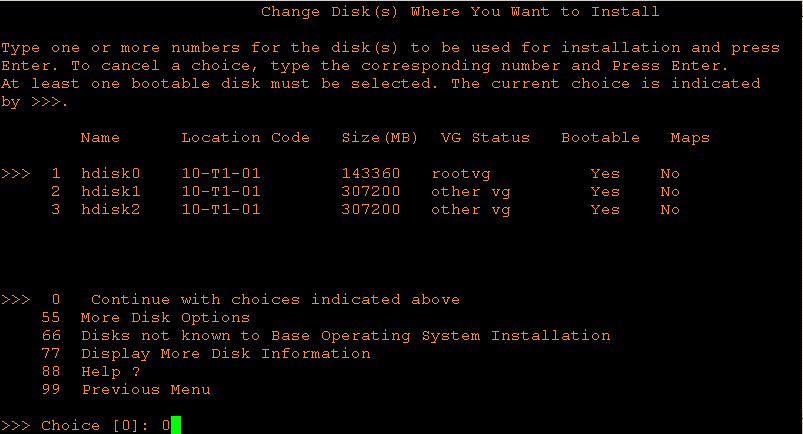 Change Disk(s) Where You Want to Install
Type one or more numbers for the disk(s) to be used for installation and press
Enter. To cancel a choice, type the corresponding number and Press Enter.
At least one bootable disk must be selected. The current choice is indicated
by >>>.
Name Location Code Size(MB) VG Status Bootable Maps
>>> 1 hdisk0 10-T1-01 143360 rootvg Yes No
2 hdisk1 10-T1-01 307200 other vg Yes No
3 hdisk2 10-T1-01 307200 other vg Yes No
>>> 0 Continue with choices indicated above
55 More Disk Options
66 Disks not known to Base Operating System Installation
77 Display More Disk Information
88 Help ?
99 Previous Menu
>>> Choice [0]: 0